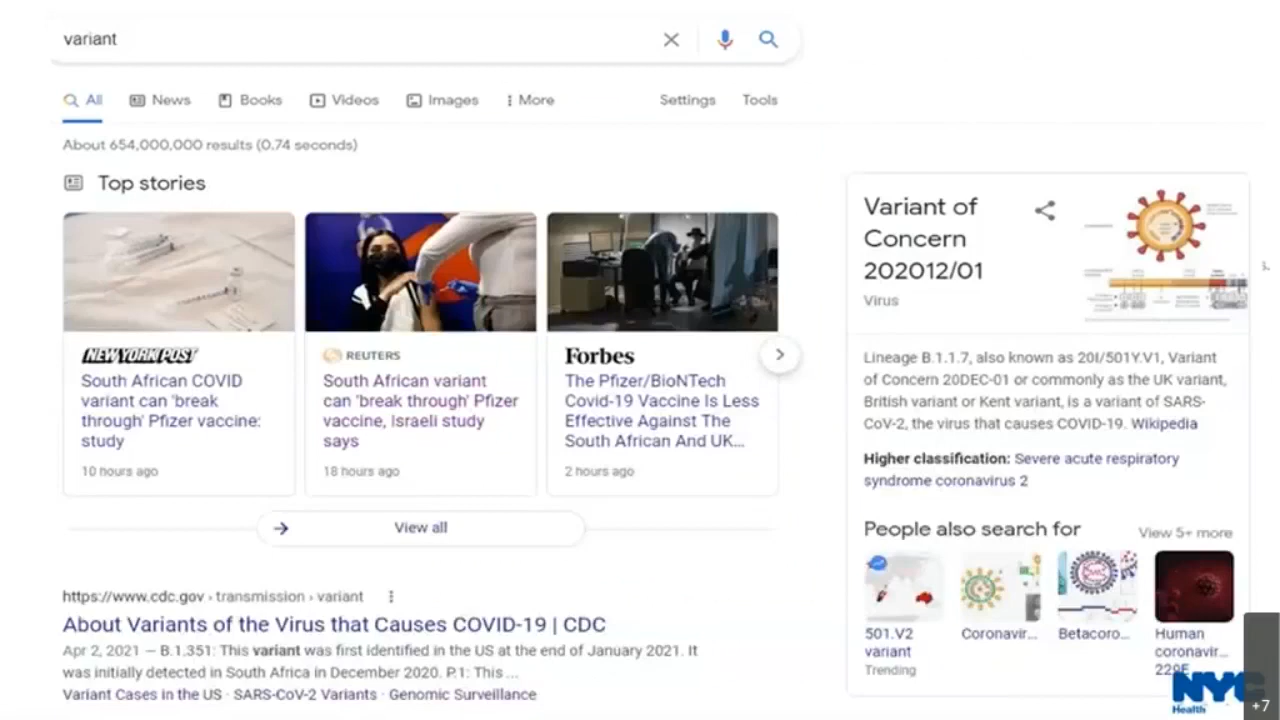 variant
All
News
Books
Videos
Images
More
Settings
Tools
About 654,000,000 results (0.74 seconds)
Top stories
NEW YORK POST
South African COVID
variant can 'break
through' Pfizer vaccine:
study
10 hours ago
REUTERS
South African variant
can 'break through' Pfizer
vaccine, Israeli study
says
18 hours ago
Forbes
The Pfizer/BioNTech
Covid-19 Vaccine Is Less
Effective Against The
South African And UK...
2 hours ago
View all
https://www.cdc.gov › transmission › variant
About Variants of the Virus that Causes COVID-19 | CDC
Apr 2, 2021 — B.1.351: This variant was first identified in the US at the end of January 2021. It
was initially detected in South Africa in December 2020. P.1: This ...
Variant Cases in the US · SARS-CoV-2 Variants · Genomic Surveillance
Variant of
Concern
202012/01
Virus
Lineage B.1.1.7, also known as 20I/501Y.V1, Variant
of Concern 20DEC-01 or commonly as the UK variant,
British variant or Kent variant, is a variant of SARS-
CoV-2, the virus that causes COVID-19. Wikipedia
Higher classification: Severe acute respiratory
syndrome coronavirus 2
People also search for
View 5+ more
501.V2
variant
Trending
Coronavir...
Betacoro...
Human
coronavir...
229E
NYC
Health
+7